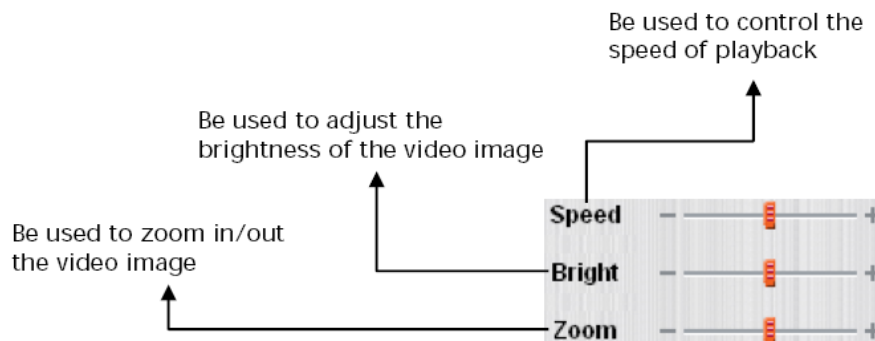 Be used to control the
speed of playback
Be used to adjust the
brightness of the video image
Be used to zoom in/out
the video image
Speed - +
Bright - +
Zoom - +